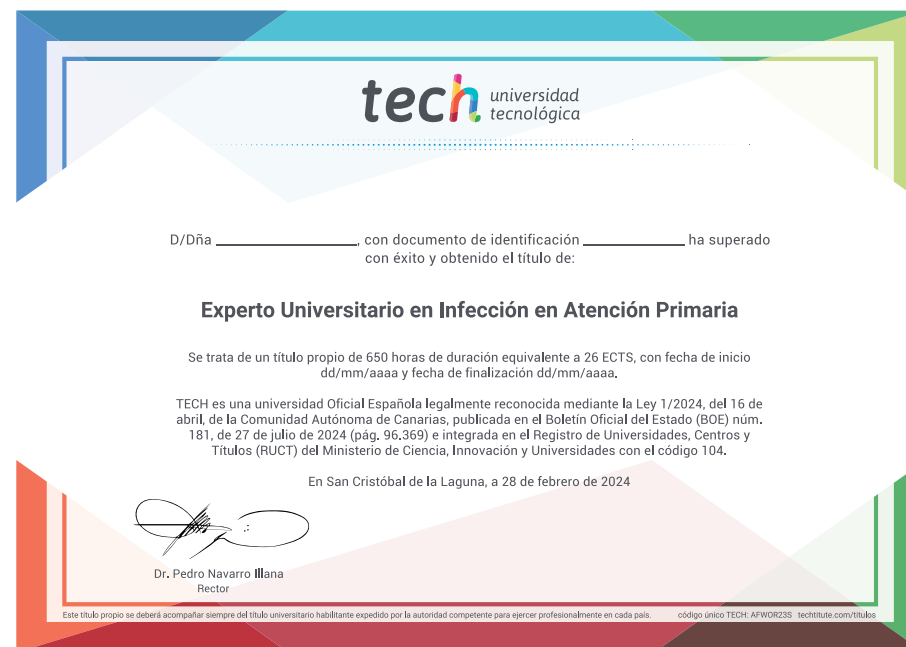 tech universidad
tecnológica
D/Dña ________________, con documento de identificación ____________ ha superado
con éxito y obtenido el título de:
Experto Universitario en Infección en Atención Primaria
Se trata de un título propio de 650 horas de duración equivalente a 26 ECTS, con fecha de inicio
dd/mm/aaaa y fecha de finalización dd/mm/aaaa.
TECH es una universidad Oficial Española legalmente reconocida mediante la Ley 1/2024, del 16 de
abril, de la Comunidad Autónoma de Canarias, publicada en el Boletín Oficial del Estado (BOE) núm.
181, de 27 de julio de 2024 (pág. 96.369) e integrada en el Registro de Universidades, Centros y
Títulos (RUCT) del Ministerio de Ciencia, Innovación y Universidades con el código 104.
En San Cristóbal de la Laguna, a 28 de febrero de 2024
Dr. Pedro Navarro Illana
Rector
Este título propio se deberá acompañar siempre del título universitario habilitante expedido por la autoridad competente para ejercer profesionalmente en cada país. código único TECH: AFWOR23S techtitute.com/titulos